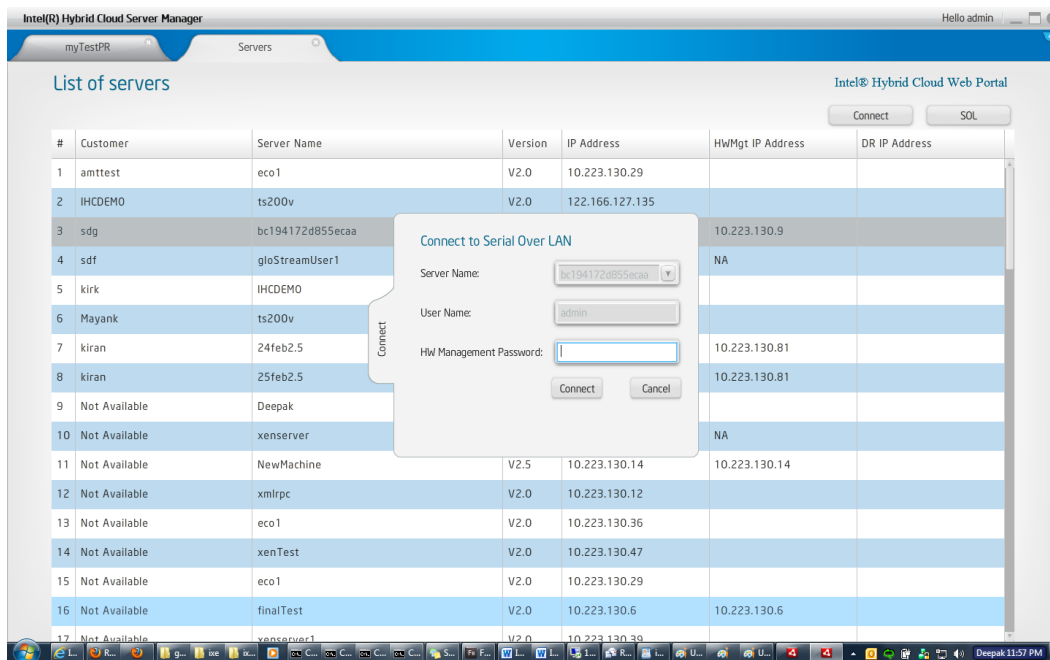 Intel(R) Hybrid Cloud Server Manager
Hello admin
myTestPR
Servers
List of servers
Intel® Hybrid Cloud Web Portal
Connect SOL
# Customer Server Name Version IP Address HWMgt IP Address DR IP Address
1 amttest eco1 V2.0 10.223.130.29
2 IHCDEMO ts200v V2.0 122.166.127.135
3 sdg bc194172d855ecaa 10.223.130.9
4 sdf gloStreamUser1 NA
5 kirk IHCDEMO
6 Mayank ts200v
7 kiran 24feb2.5 10.223.130.81
8 kiran 25feb2.5 10.223.130.81
9 Not Available Deepak
10 Not Available xenserver NA
11 Not Available NewMachine V2.5 10.223.130.14 10.223.130.14
12 Not Available xmlrpc V2.0 10.223.130.12
13 Not Available eco1 V2.0 10.223.130.36
14 Not Available xenTest V2.0 10.223.130.47
15 Not Available eco1 V2.0 10.223.130.29
16 Not Available finalTest V2.0 10.223.130.6 10.223.130.6
17 Not Available xenserver1 V2.0 10.223.130.39
Connect
Connect to Serial Over LAN
Server Name: bc194172d855ecaa
User Name: admin
HW Management Password:
Connect Cancel
L... R... g... ixe ix... C... C... C... C... S... F... L... L... 1... R... i... U... U... Deepak 11:57 PM